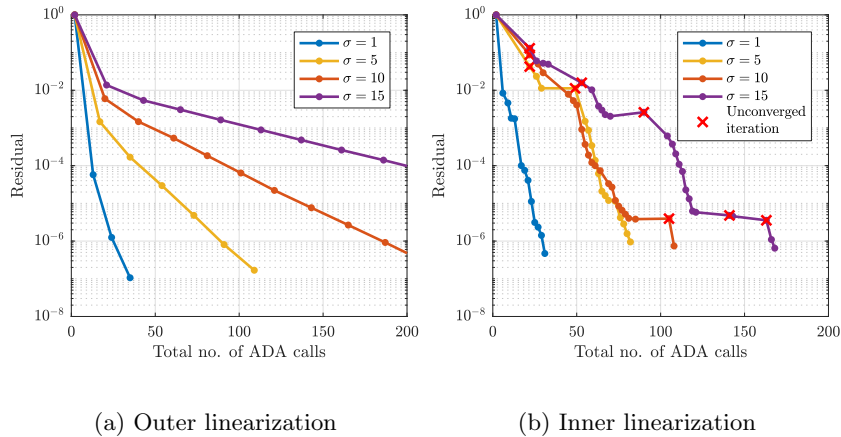 10^0
10^-2
10^-4
10^-6
10^-8
Residual
0
50
100
150
200
Total no. of ADA calls
σ = 1
σ = 5
σ = 10
σ = 15
(a) Outer linearization
10^0
10^-2
10^-4
10^-6
10^-8
Residual
0
50
100
150
200
Total no. of ADA calls
σ = 1
σ = 5
σ = 10
σ = 15
Unconverged
iteration
(b) Inner linearization